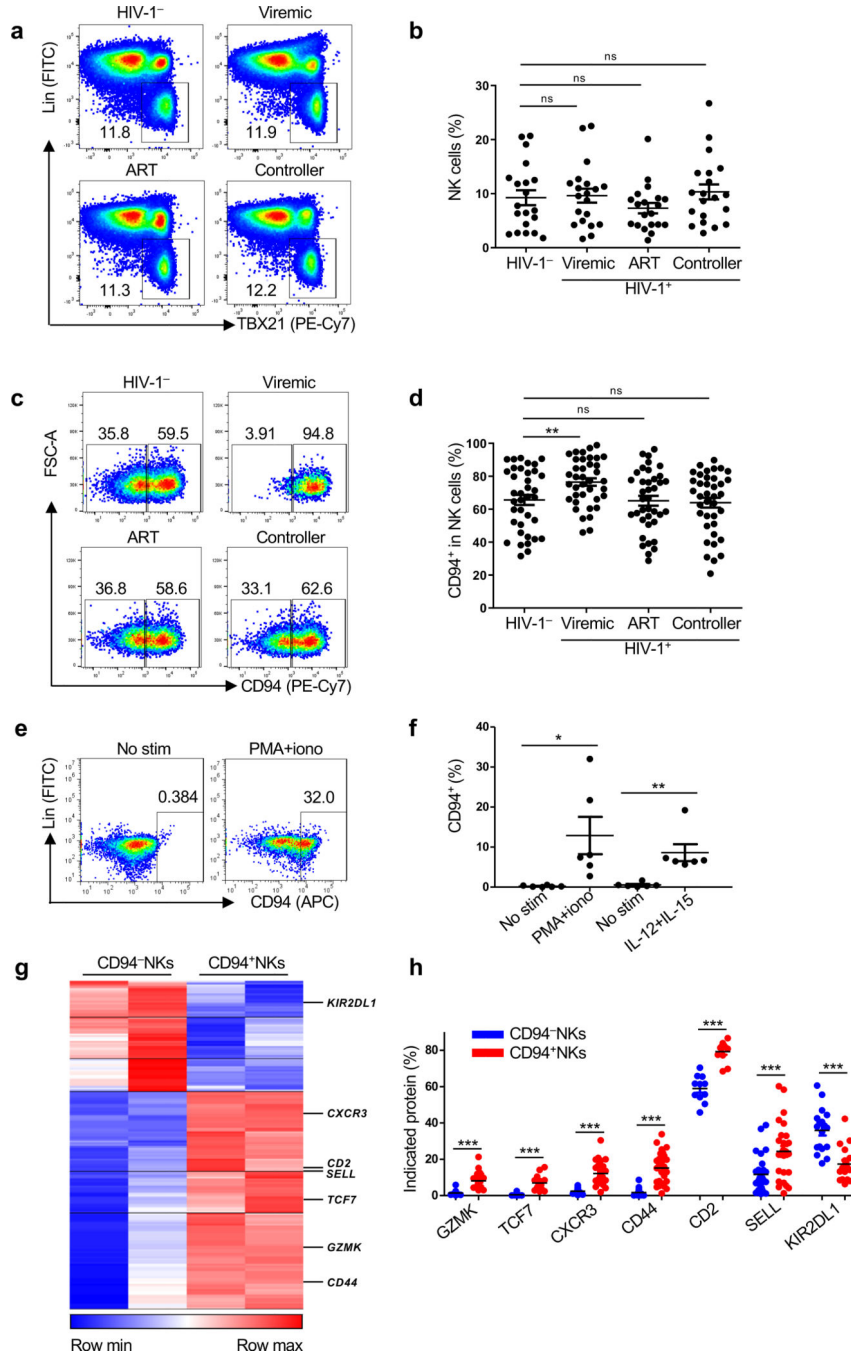 a
HIV-1– Viremic
Lin (FITC)
11.8 11.9
ART Controller
11.3 12.2
TBX21 (PE-Cy7)
b
ns
ns
ns
NK cells (%)
30
20
10
0
HIV-1– Viremic ART Controller
HIV-1+
c
HIV-1– Viremic
FSC-A
35.8 59.5 3.91 94.8
ART Controller
36.8 58.6 33.1 62.6
CD94 (PE-Cy7)
d
ns
ns
**
CD94+ in NK cells (%)
100
80
60
40
20
0
HIV-1– Viremic ART Controller
HIV-1+
e
No stim PMA+iono
Lin (FITC)
0.384 32.0
CD94 (APC)
f
CD94+ (%)
40
30
20
10
0
* **
No stim PMA+iono No stim IL-12+IL-15
g
CD94–NKs CD94+NKs
KIR2DL1
CXCR3
CD2
SELL
TCF7
GZMK
CD44
Row min Row max
h
CD94–NKs
CD94+NKs
Indicated protein (%)
80
60
40
20
0
*** *** *** *** *** *** ***
GZMK TCF7 CXCR3 CD44 CD2 SELL KIR2DL1